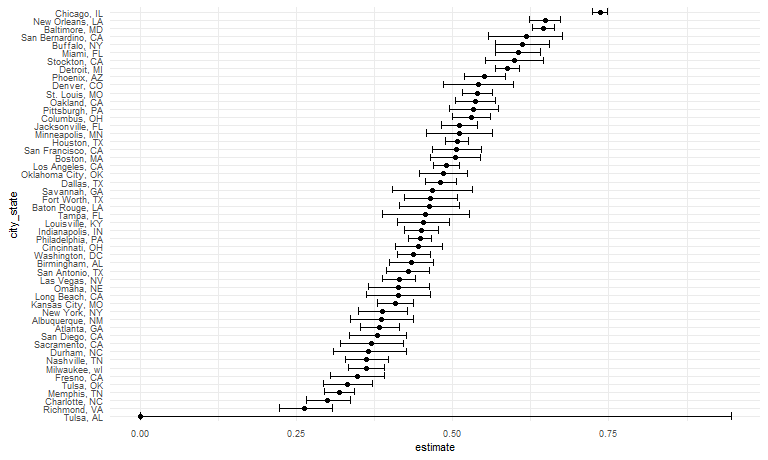 Chicago, IL
New Orleans, LA
Baltimore, MD
San Bernardino, CA
Buffalo, NY
Miami, FL
Stockton, CA
Detroit, MI
Phoenix, AZ
Denver, CO
St. Louis, MO
Oakland, CA
Pittsburgh, PA
Columbus, OH
Jacksonville, FL
Minneapolis, MN
Houston, TX
San Francisco, CA
Boston, MA
Los Angeles, CA
Oklahoma City, OK
Dallas, TX
Savannah, GA
Fort Worth, TX
Baton Rouge, LA
Tampa, FL
Louisville, KY
Indianapolis, IN
Philadelphia, PA
Cincinnati, OH
Washington, DC
Birmingham, AL
San Antonio, TX
Las Vegas, NV
Omaha, NE
Long Beach, CA
Kansas City, MO
New York, NY
Albuquerque, NM
Atlanta, GA
San Diego, CA
Sacramento, CA
Durham, NC
Nashville, TN
Milwaukee, wI
Fresno, CA
Tulsa, OK
Memphis, TN
Charlotte, NC
Richmond, VA
Tulsa, AL
city_state
0.00 0.25 0.50 0.75
estimate